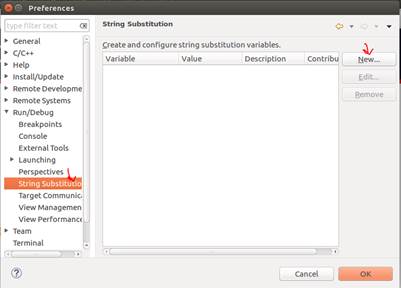 Preferences
type filter text
String Substitution
General
C/C++
Help
Install/Update
Remote Developme
Remote Systems
Run/Debug
Breakpoints
Console
External Tools
Launching
Perspectives
String Substitutio
Target Communica
View Managemen
View Performance
Team
Terminal
Create and configure string substitution variables.
Variable Value Description Contribu
New...
Edit...
Remove
Cancel
OK